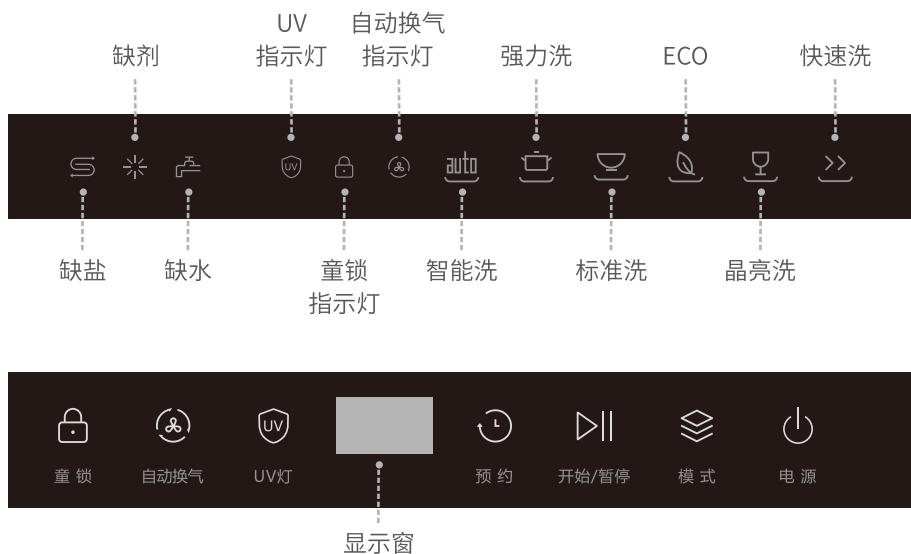 UV
指示灯
自动换气
指示灯
缺剂
强力洗
ECO
快速洗
UV
auto
缺盐
缺水
童锁
指示灯
智能洗
标准洗
晶亮洗
UV
童锁
自动换气
UV灯
预约
开始/暂停
模式
电源
显示窗